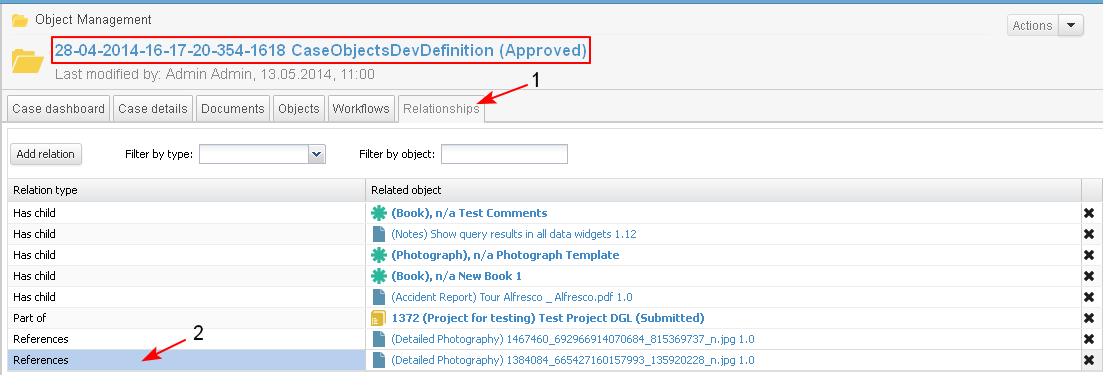 Object Management
Actions
28-04-2014-16-17-20-354-1618 CaseObjectsDevDefinition (Approved)
Last modified by: Admin Admin, 13.05.2014, 11:00
1
Case dashboard Case details Documents Objects Workflows Relationships
Add relation Filter by type: Filter by object:
Relation type Related object
Has child (Book), n/a Test Comments
Has child (Notes) Show query results in all data widgets 1.12
Has child (Photograph), n/a Photograph Template
Has child (Book), n/a New Book 1
Has child (Accident Report) Tour Alfresco _ Alfresco.pdf 1.0
Part of 1372 (Project for testing) Test Project DGL (Submitted)
References (Detailed Photography) 1467460_692966914070684_815369737_n.jpg 1.0
2
References (Detailed Photography) 1384084_665427160157993_135920228_n.jpg 1.0